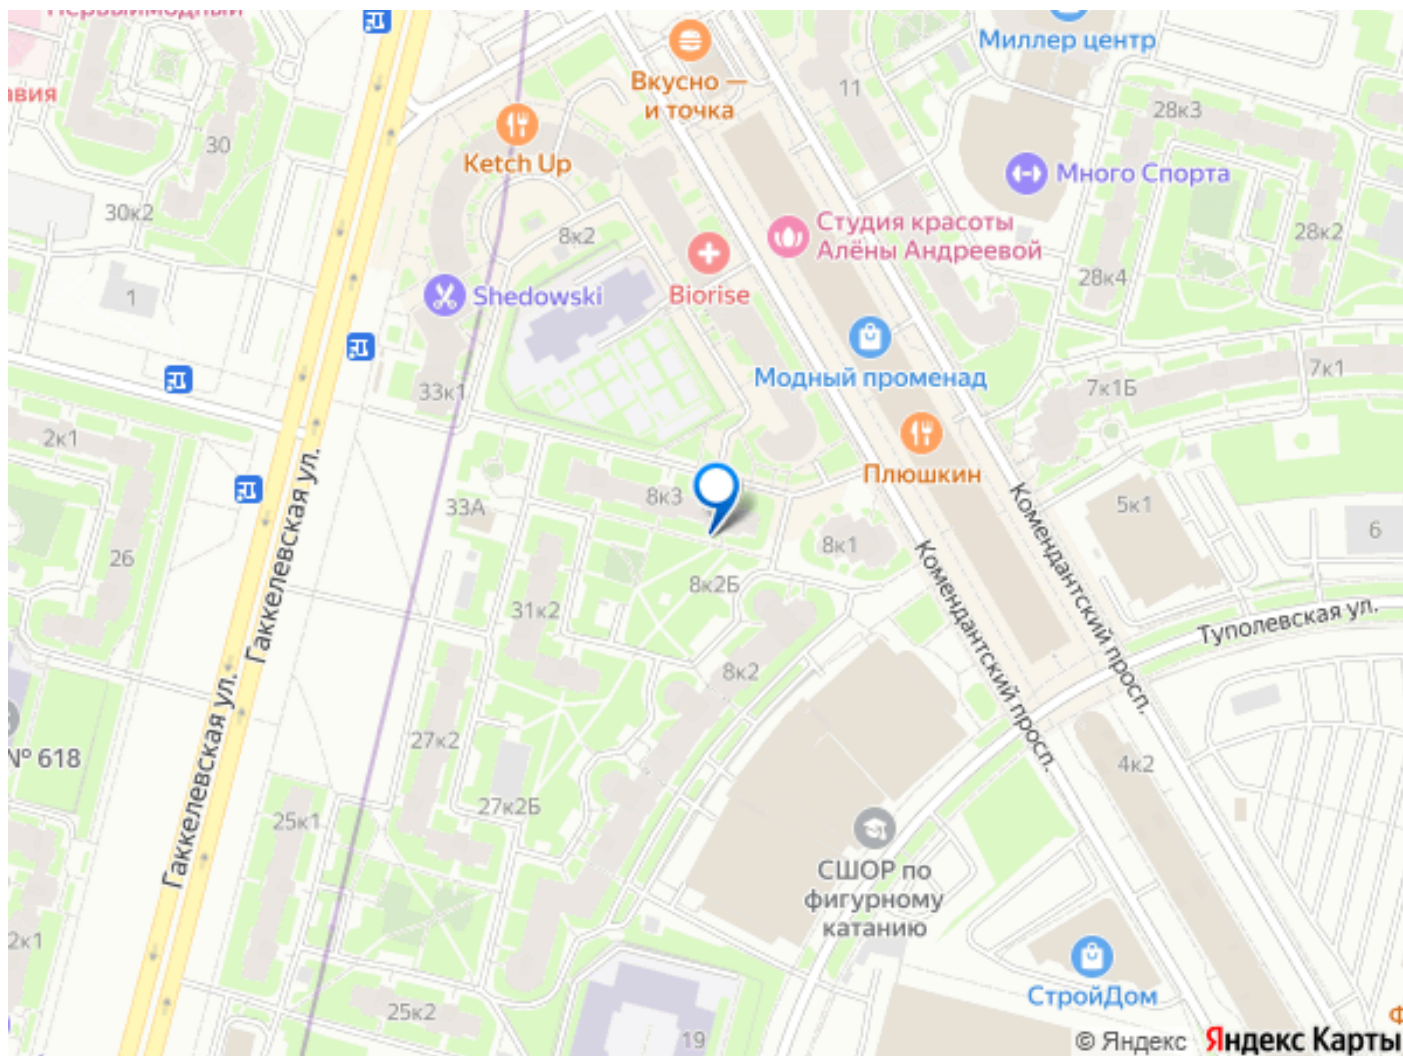 Первыймодный
авия
30
30к2
1
Ketch Up
Вкусно —
и точка
Миллер центр
11
28к3
Много Спорта
28к2
28к4
Студия красоты
Алёны Андреевой
8к2
Biorise
Shedowski
33к1
Модный променад
7к1
7к1Б
2к1
Плюшкин
8к3
33А
26
8к1
5к1
6
8к2Б
31к2
8к2
Гаккелевская ул.
Гаккелевская ул.
Комендантский просп.
Комендантский просп.
Туполевская ул.
№ 618
27к2
27к2Б
25к1
4к2
СШОР по
фигурному
катанию
2к1
25к2
19
СтройДом
Ф
© Яндекс Яндекс Карты